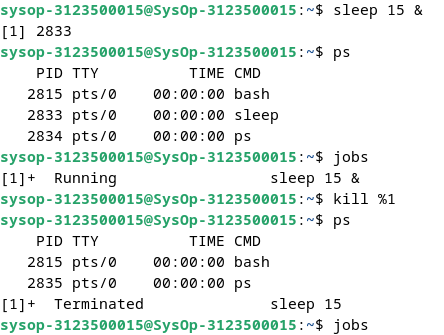 sysop-3123500015@SysOp-3123500015:~$ sleep 15 &
[1] 2833
sysop-3123500015@SysOp-3123500015:~$ ps
    PID TTY          TIME CMD
   2815 pts/0    00:00:00 bash
   2833 pts/0    00:00:00 sleep
   2834 pts/0    00:00:00 ps
sysop-3123500015@SysOp-3123500015:~$ jobs
[1]+  Running                 sleep 15 &
sysop-3123500015@SysOp-3123500015:~$ kill %1
sysop-3123500015@SysOp-3123500015:~$ ps
    PID TTY          TIME CMD
   2815 pts/0    00:00:00 bash
   2835 pts/0    00:00:00 ps
[1]+  Terminated              sleep 15
sysop-3123500015@SysOp-3123500015:~$ jobs